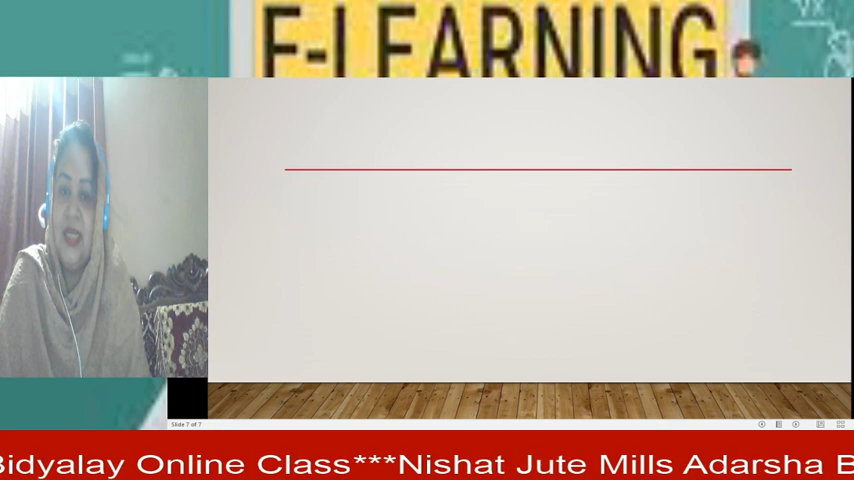 E-LEARNING
Slide 7 of 7
Bidyalay Online Class***Nishat Jute Mills Adarsha B